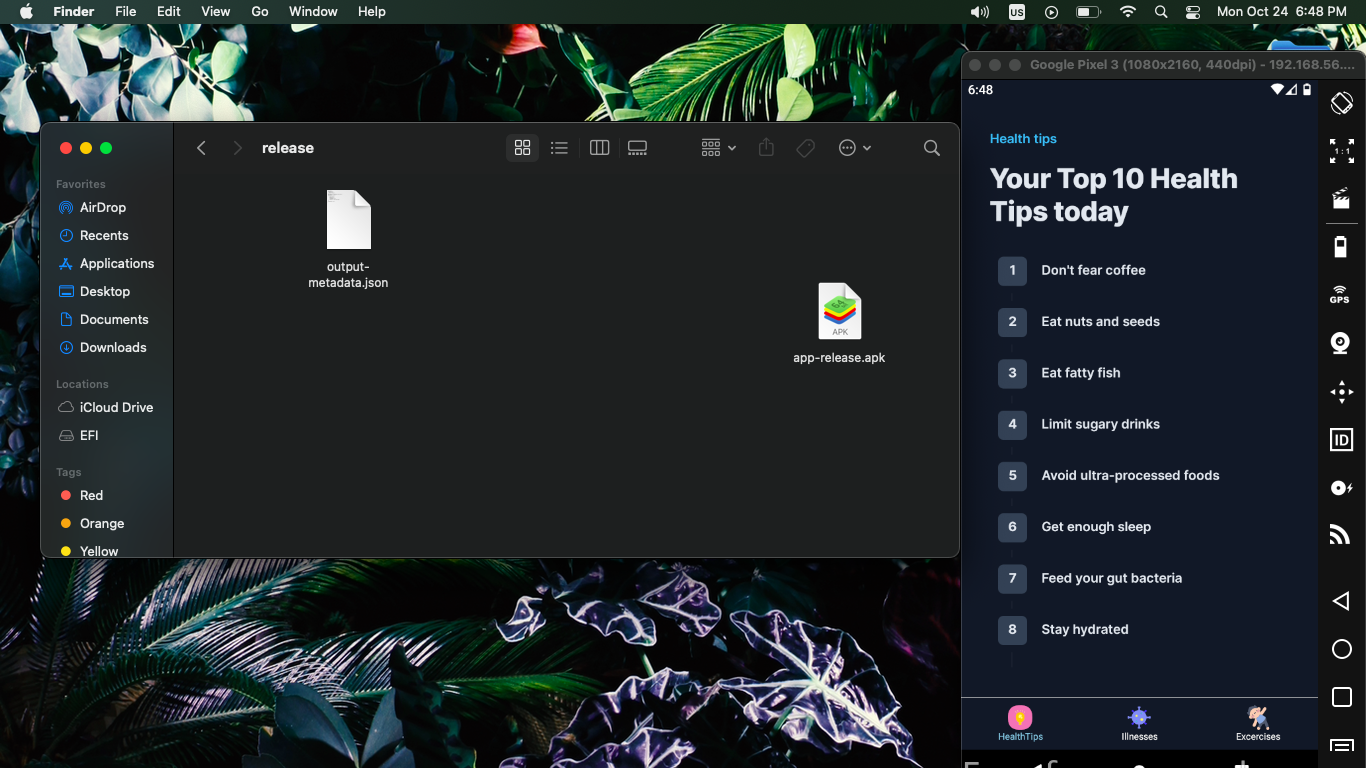 Finder File Edit View Go Window Help
US
Mon Oct 24 6:48 PM
release
Favorites
AirDrop
Recents
Applications
Desktop
Documents
Downloads
Locations
iCloud Drive
EFI
Tags
Red
Orange
Yellow
output-
metadata.json
64
APK
app-release.apk
Google Pixel 3 (1080x2160, 440dpi) - 192.168.56....
6:48
Health tips
Your Top 10 Health
Tips today
1 Don't fear coffee
2 Eat nuts and seeds
3 Eat fatty fish
4 Limit sugary drinks
5 Avoid ultra-processed foods
6 Get enough sleep
7 Feed your gut bacteria
8 Stay hydrated
HealthTips
Illnesses
Excercises
1:1
GPS
ID